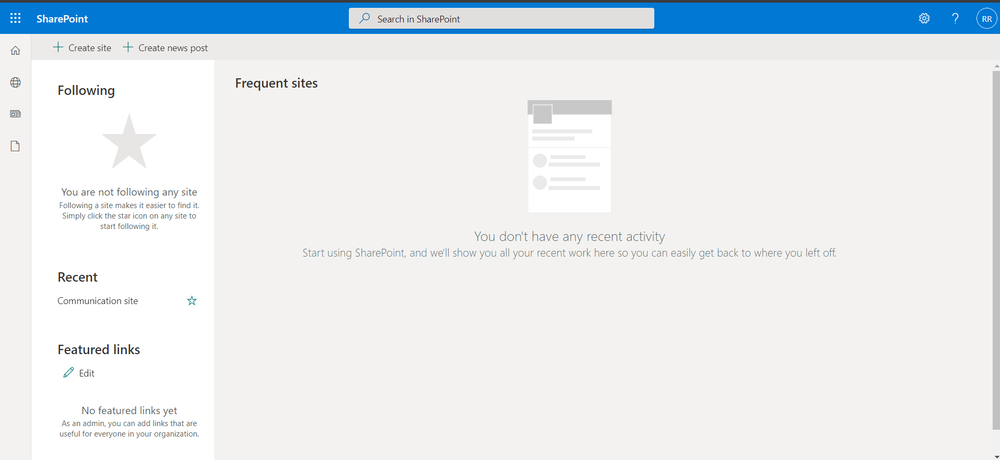 SharePoint
Search in SharePoint
RR
Create site
Create news post
Following
You are not following any site
Following a site makes it easier to find it.
Simply click the star icon on any site to
start following it.
Recent
Communication site
Featured links
Edit
No featured links yet
As an admin, you can add links that are
useful for everyone in your organization.
Frequent sites
You don't have any recent activity
Start using SharePoint, and we'll show you all your recent work here so you can easily get back to where you left off.